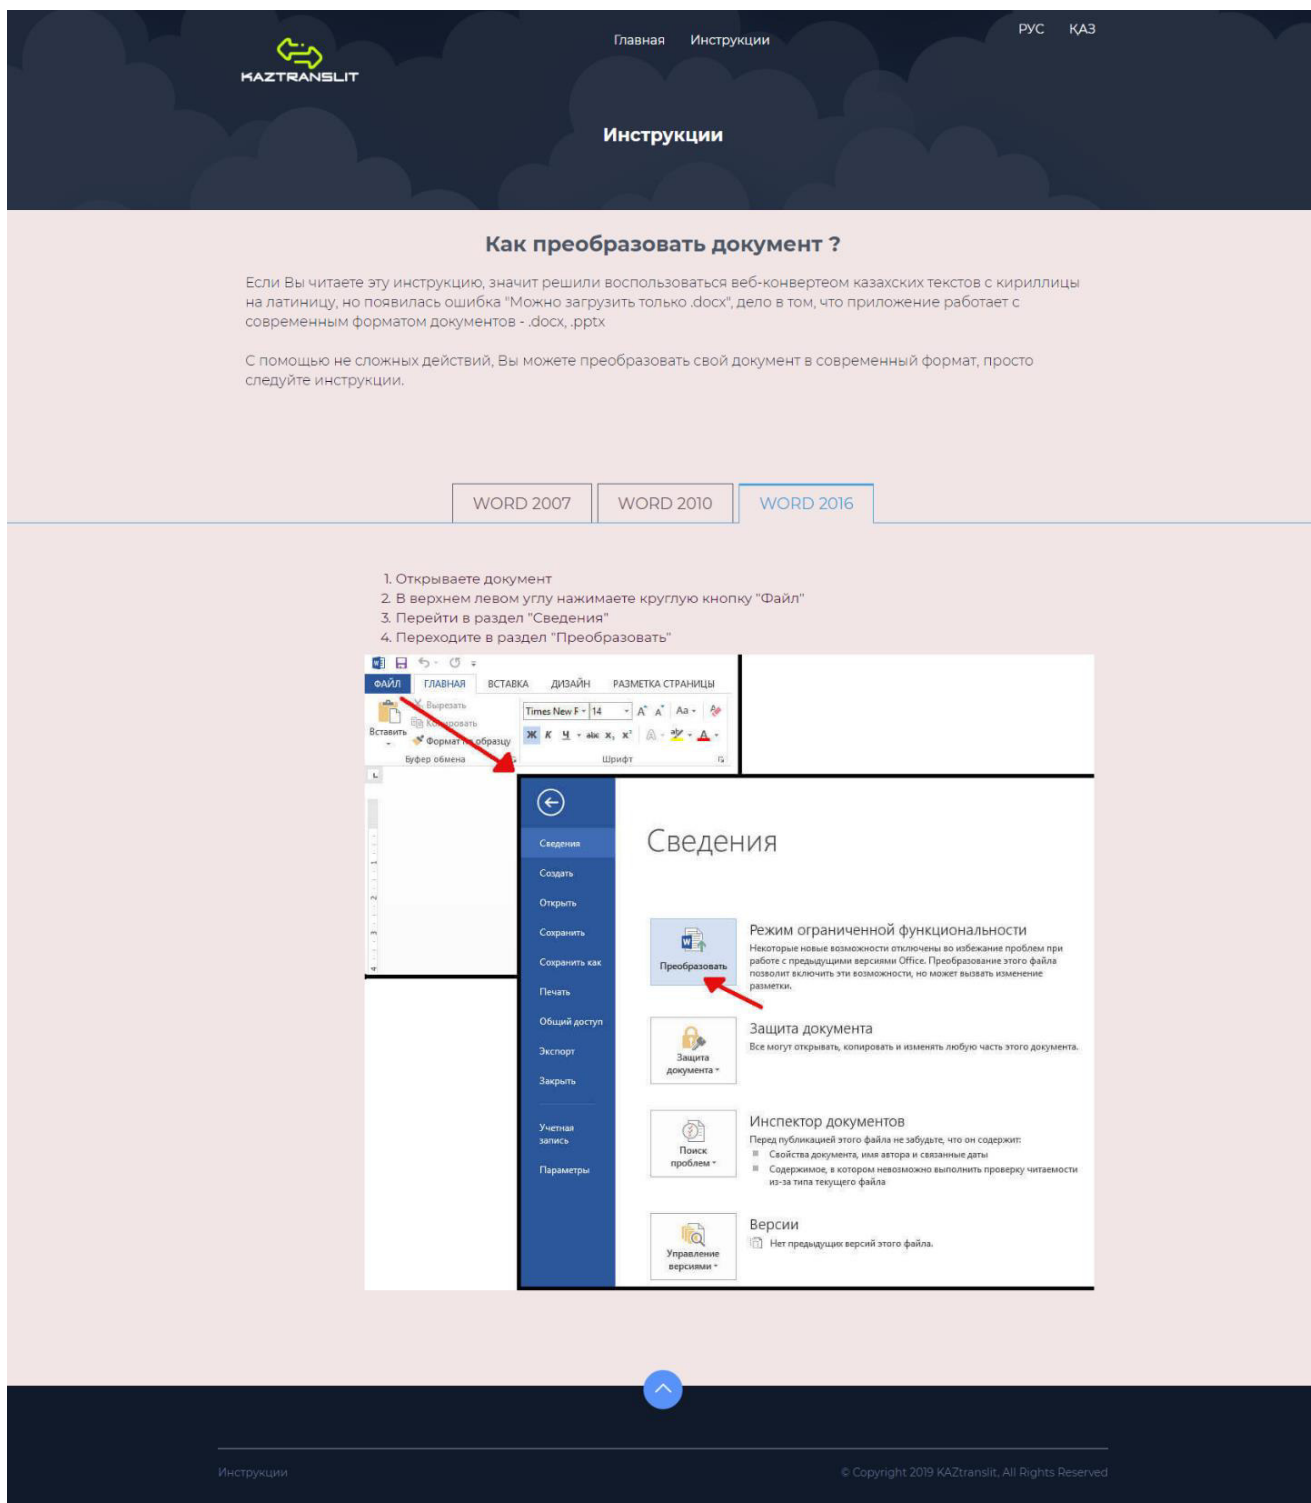 РУС ҚАЗ
Главная Инструкции
KAZTRANSLIT
Инструкции
Как преобразовать документ ?
Если Вы читаете эту инструкцию, значит решили воспользоваться веб-конвертеом казахских текстов с кириллицы
на латиницу, но появилась ошибка "Можно загрузить только .docx", дело в том, что приложение работает с
современным форматом документов - .docx, .pptx
С помощью не сложных действий, Вы можете преобразовать свой документ в современный формат, просто
следуйте инструкции.
WORD 2007 WORD 2010 WORD 2016
1. Открываете документ
2. В верхнем левом углу нажимаете круглую кнопку "Файл"
3. Перейти в раздел "Сведения"
4. Переходите в раздел "Преобразовать"
ФАЙЛ ГЛАВНАЯ ВСТАВКА ДИЗАЙН РАЗМЕТКА СТРАНИЦЫ
Вырезать
Копировать
Вставить
Формат по образцу
Буфер обмена
Times New F 14 A A Aa
Ж К Ч abc x, x² A aby A
Шрифт
Сведения
Создать
Открыть
Сохранить
Сохранить как
Печать
Общий доступ
Экспорт
Закрыть
Учетная
запись
Параметры
Сведения
Преобразовать
Режим ограниченной функциональности
Некоторые новые возможности отключены во избежание проблем при
работе с предыдущими версиями Office. Преобразование этого файла
позволит включить эти возможности, но может вызвать изменение
разметки.
Защита
документа
Защита документа
Все могут открывать, копировать и изменять любую часть этого документа.
Поиск
проблем
Инспектор документов
Перед публикацией этого файла не забудьте, что он содержит:
Свойства документа, имя автора и связанные даты
Содержимое, в котором невозможно выполнить проверку читаемости
из-за типа текущего файла
Управление
версиями
Версии
Нет предыдущих версий этого файла.
Инструкции
© Copyright 2019 KAZtranslit, All Rights Reserved